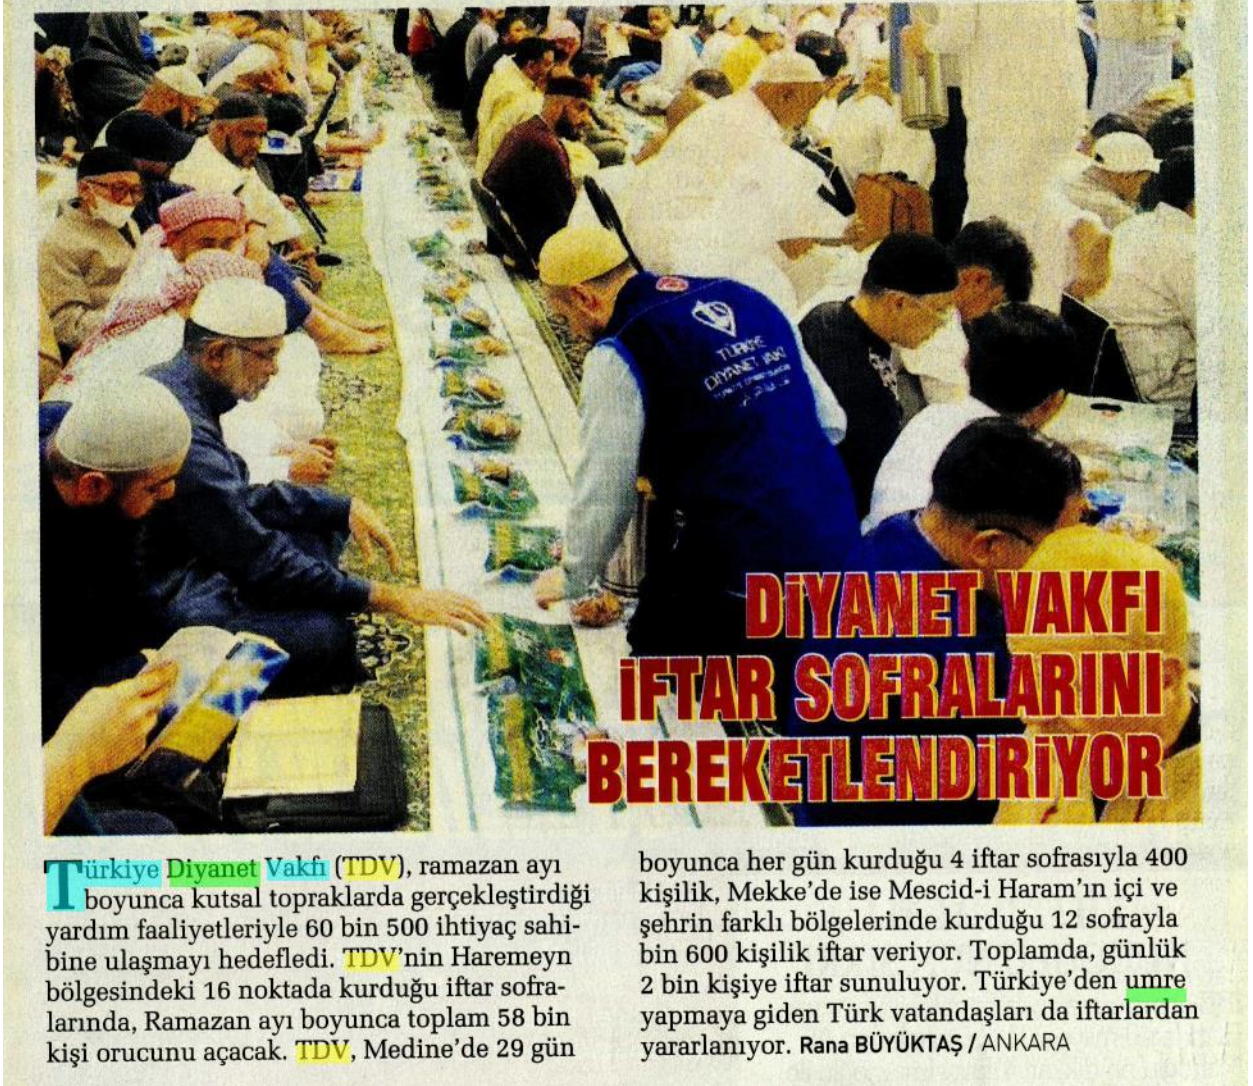 TÜRKİYE
DİYANET VAKFI
DİYANET VAKFI
İFTAR SOFRALARINI
BEREKETLENDİRİYOR
Türkiye Diyanet Vakfı (TDV), ramazan ayı
boyunca kutsal topraklarda gerçekleştirdiği
yardım faaliyetleriyle 60 bin 500 ihtiyaç sahi-
bine ulaşmayı hedefledi. TDV'nin Haremeyn
bölgesindeki 16 noktada kurduğu iftar sofra-
larında, Ramazan ayı boyunca toplam 58 bin
kişi orucunu açacak. TDV, Medine'de 29 gün
boyunca her gün kurduğu 4 iftar sofrasıyla 400
kişilik, Mekke'de ise Mescid-i Haram'ın içi ve
şehrin farklı bölgelerinde kurduğu 12 sofrayla
bin 600 kişilik iftar veriyor. Toplamda, günlük
2 bin kişiye iftar sunuluyor. Türkiye'den umre
yapmaya giden Türk vatandaşları da iftarlardan
yararlanıyor. Rana BÜYÜKTAŞ / ANKARA